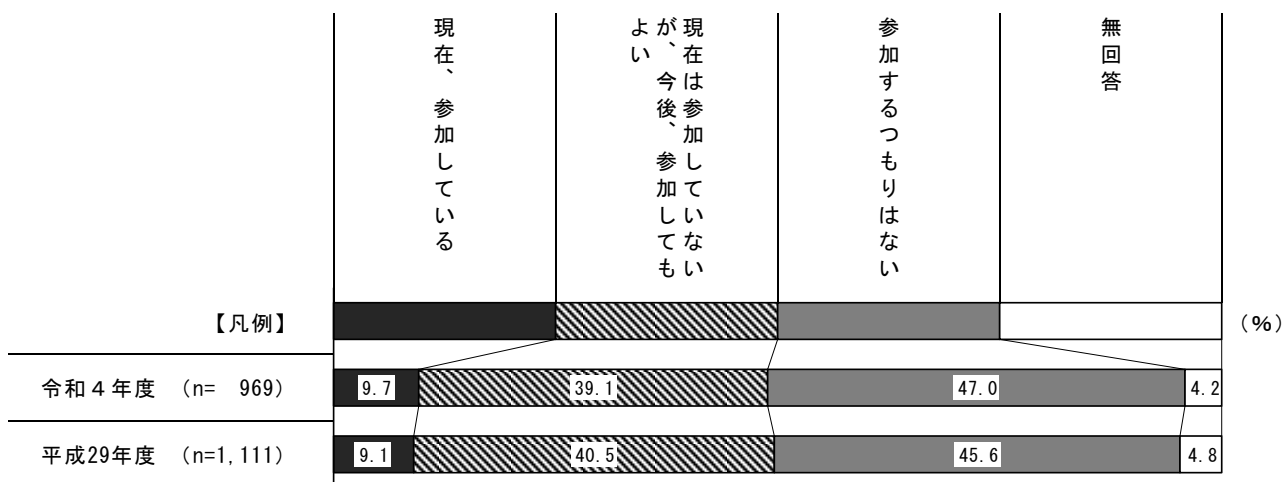 現在、参加している
現在は参加していない
が、今後、参加しても
よい
参加するつもりはない
無回答
【凡例】
(%)
令和4年度 (n= 969)
9.7
39.1
47.0
4.2
平成29年度 (n=1,111)
9.1
40.5
45.6
4.8